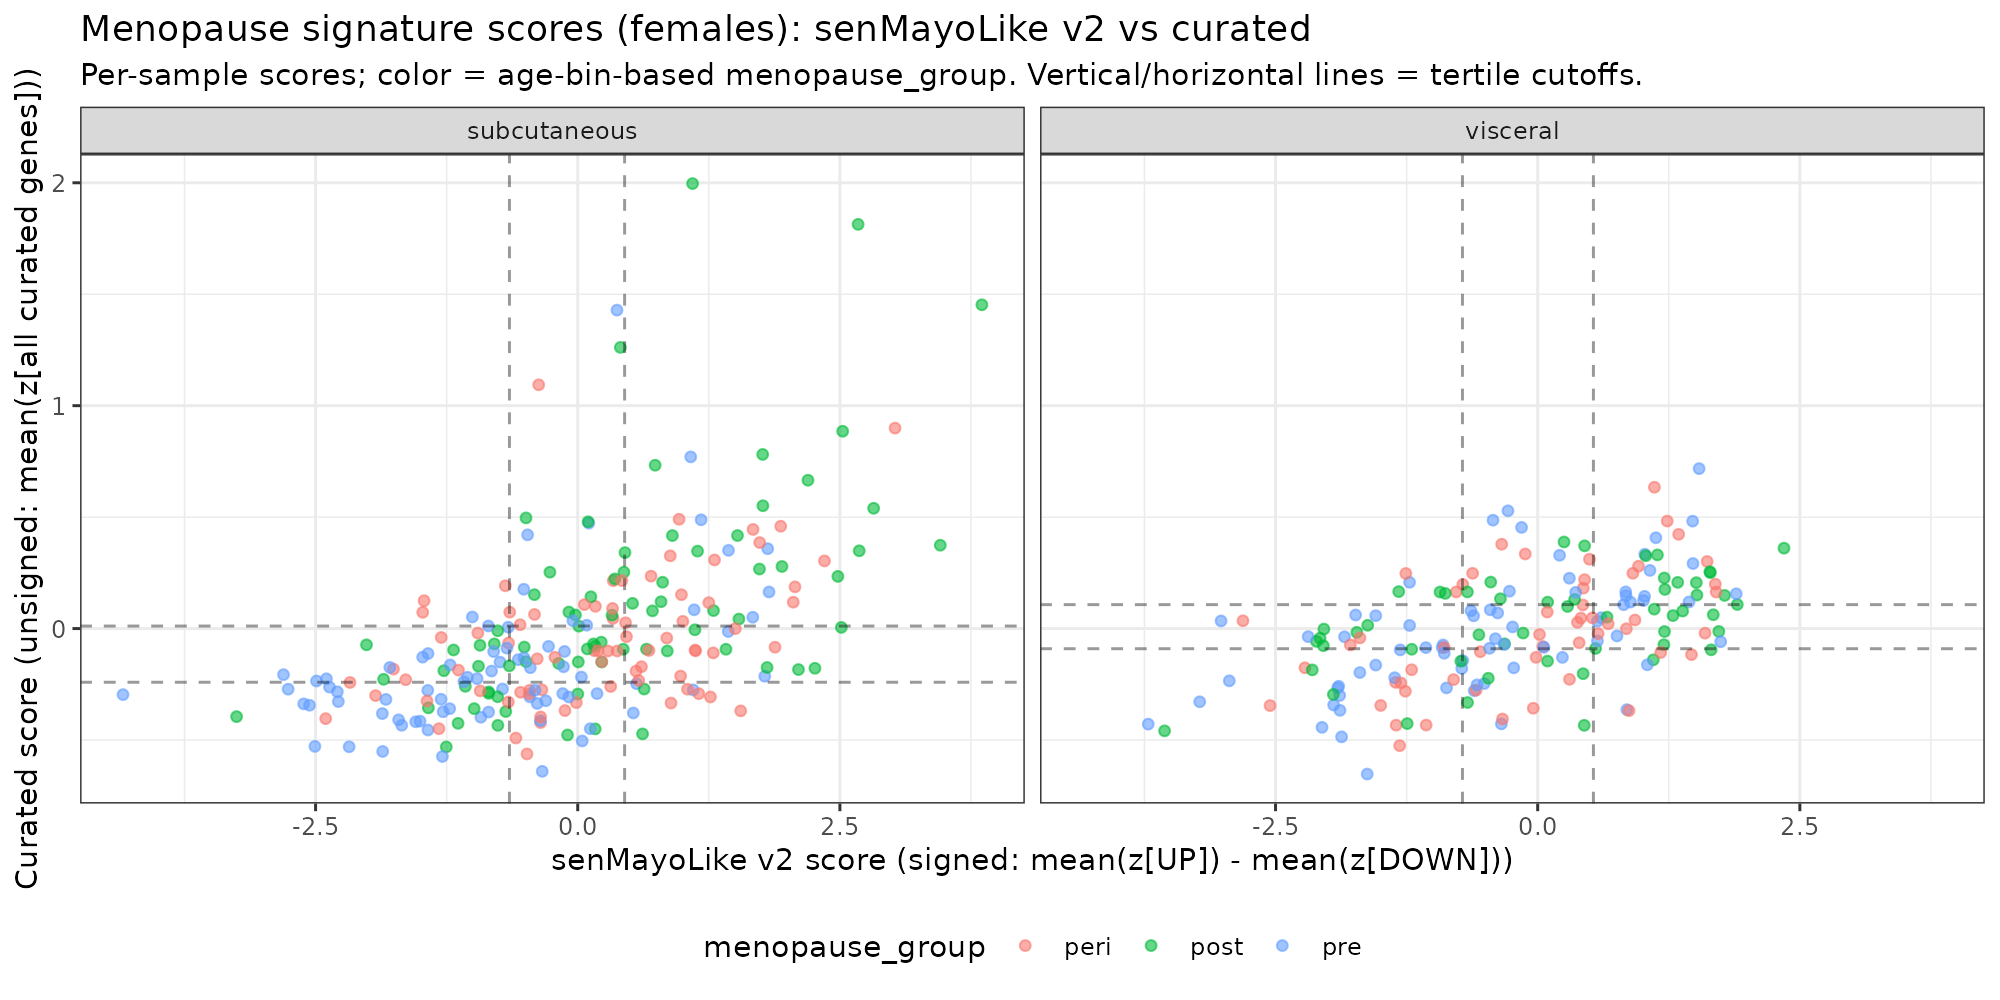 Menopause signature scores (females): senMayoLike v2 vs curated
Per-sample scores; color = age-bin-based menopause_group. Vertical/horizontal lines = tertile cutoffs.
Curated score (unsigned: mean(z[all curated genes]))
subcutaneous
visceral
2
1
0
-2.5
0.0
2.5
-2.5
0.0
2.5
senMayoLike v2 score (signed: mean(z[UP]) - mean(z[DOWN]))
menopause_group
peri
post
pre